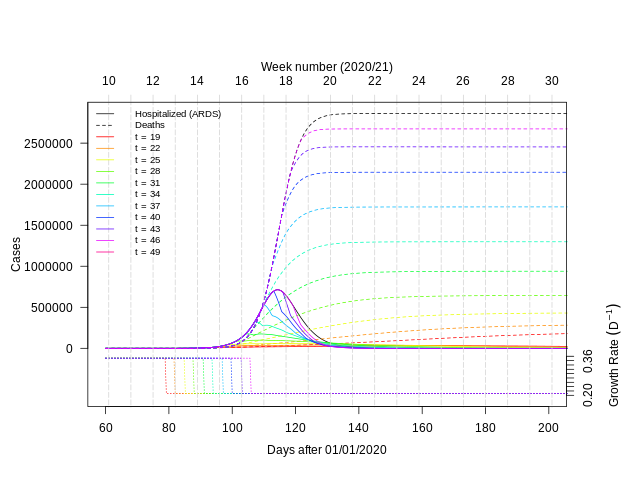 Week number (2020/21)
10 12 14 16 18 20 22 24 26 28 30
Hospitalized (ARDS)
Deaths
t = 19
t = 22
t = 25
t = 28
t = 31
t = 34
t = 37
t = 40
t = 43
t = 46
t = 49
2500000
2000000
1500000
1000000
500000
0
Cases
0.36
0.20
Growth Rate (D⁻¹)
60 80 100 120 140 160 180 200
Days after 01/01/2020